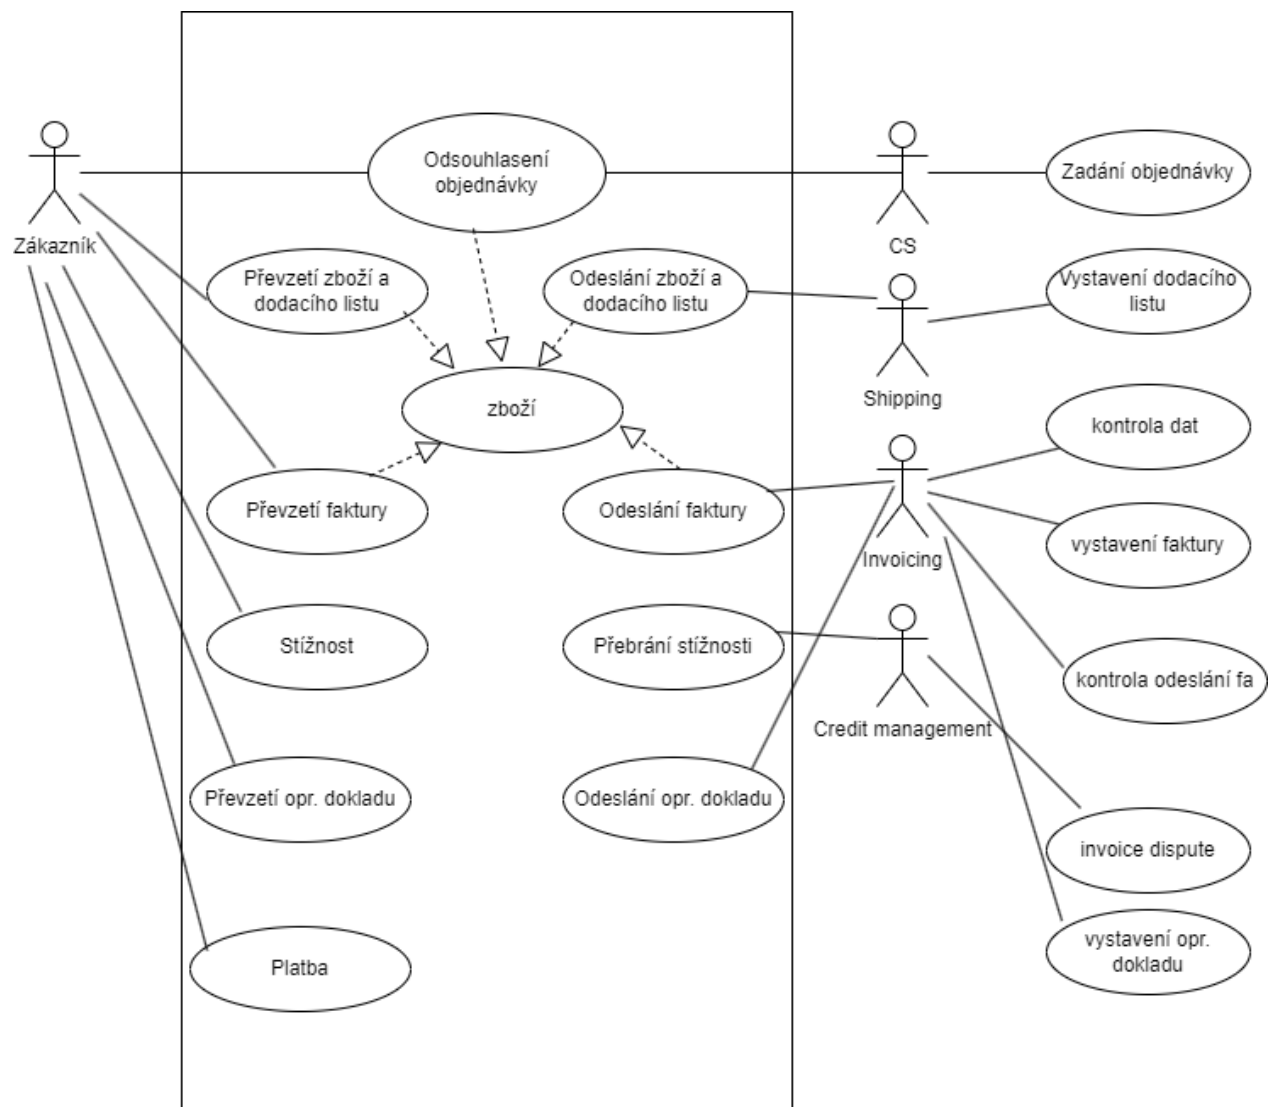 Odsouhlasení
objednávky
Zadání objednávky
Zákazník
CS
Převzetí zboží a
dodacího listu
Odeslání zboží a
dodacího listu
Vystavení dodacího
listu
Shipping
zboží
kontrola dat
Převzetí faktury
Odeslání faktury
vystavení faktury
Invoicing
Stížnost
Přebrání stížnosti
kontrola odeslání fa
Credit management
Převzetí opr. dokladu
Odeslání opr. dokladu
invoice dispute
vystavení opr.
dokladu
Platba